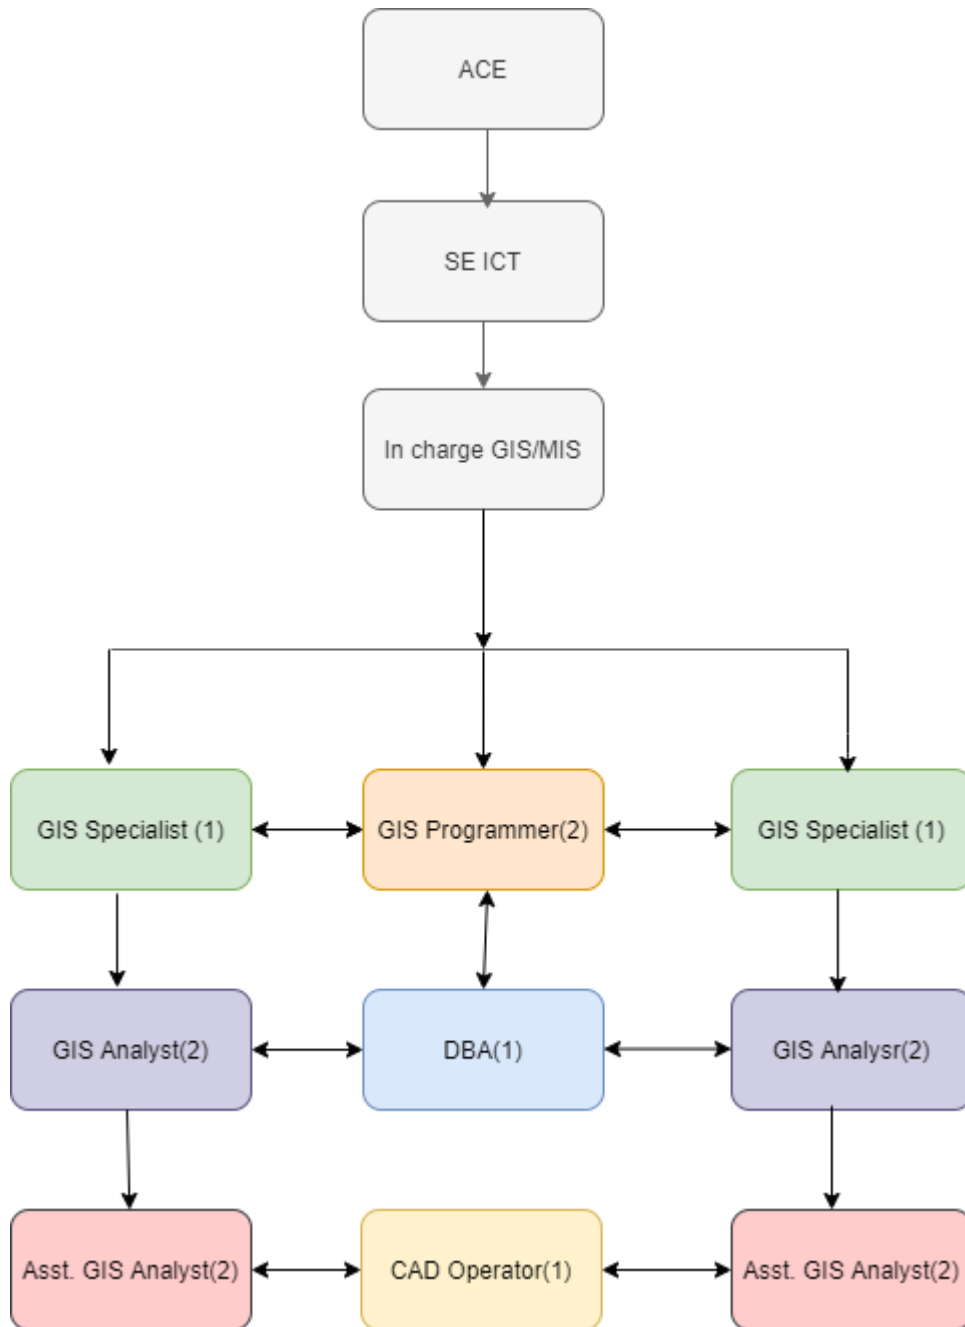 ACE
SE ICT
In charge GIS/MIS
GIS Specialist (1)
GIS Programmer(2)
GIS Specialist (1)
GIS Analyst(2)
DBA(1)
GIS Analysr(2)
Asst. GIS Analyst(2)
CAD Operator(1)
Asst. GIS Analyst(2)